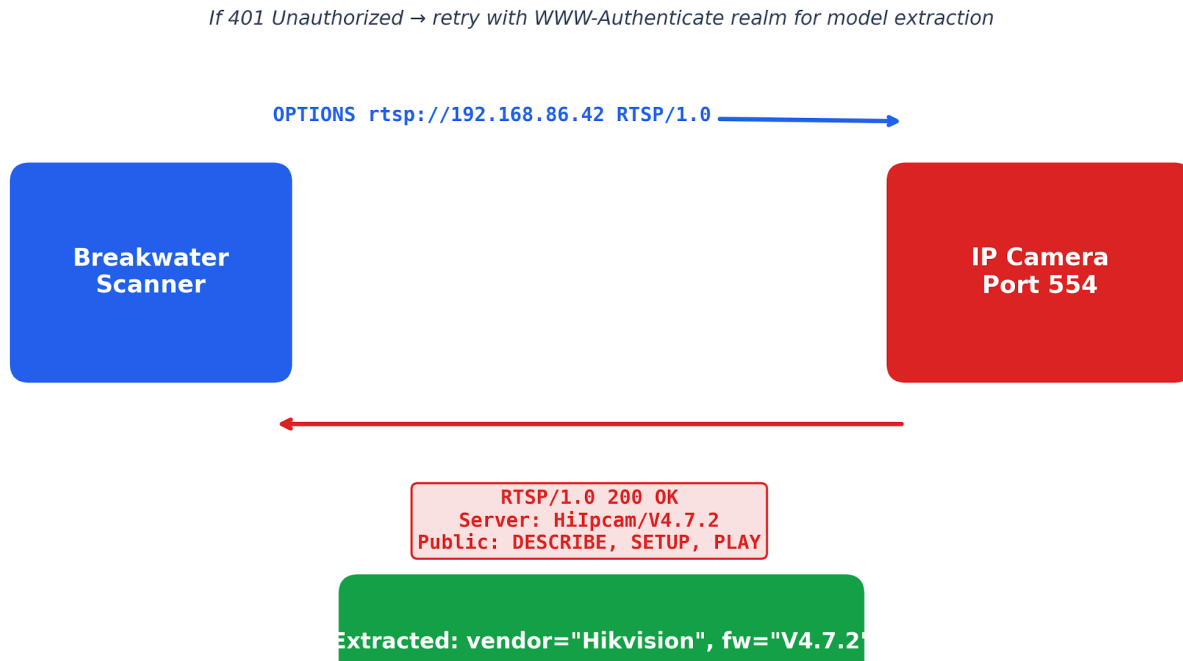 If 401 Unauthorized → retry with WWW-Authenticate realm for model extraction
OPTIONS rtsp://192.168.86.42 RTSP/1.0
Breakwater
Scanner
IP Camera
Port 554
RTSP/1.0 200 OK
Server: HiIpcam/V4.7.2
Public: DESCRIBE, SETUP, PLAY
Extracted: vendor="Hikvision", fw="V4.7.2"